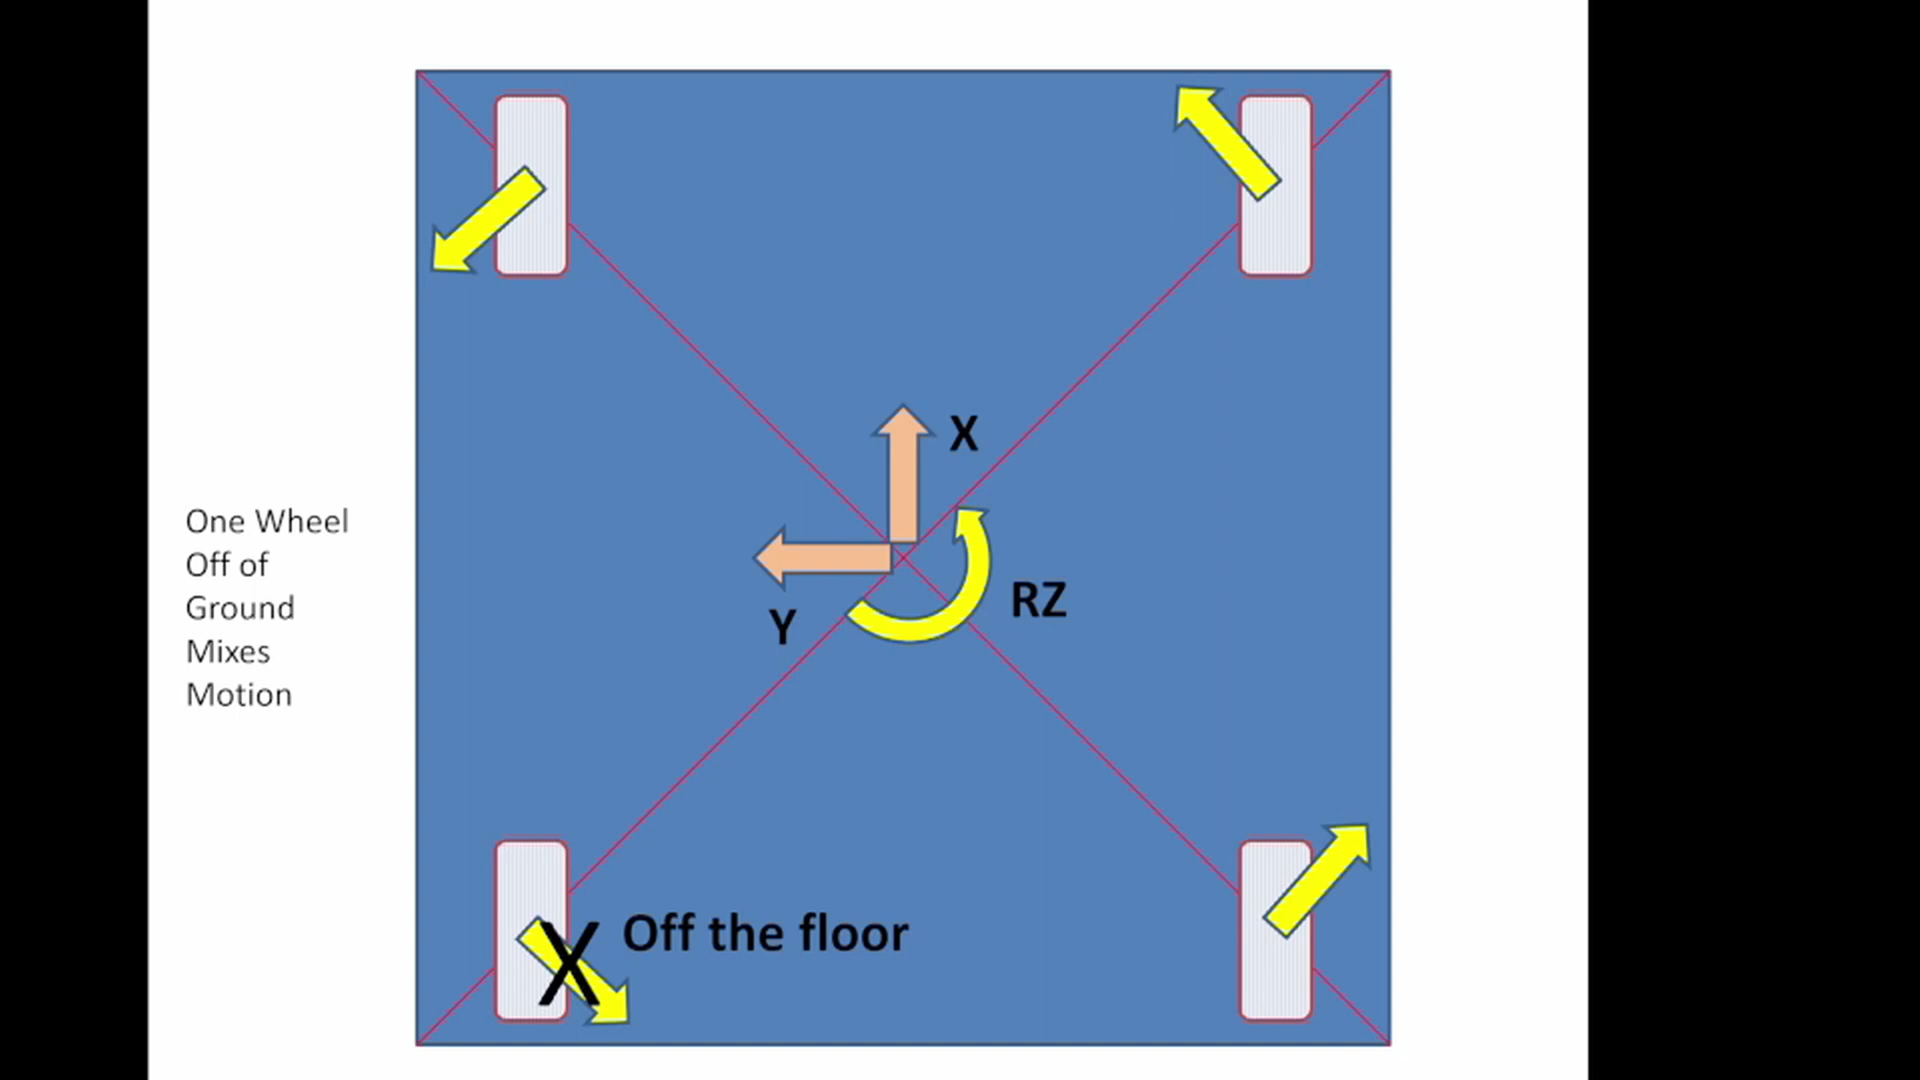 X
RZ
Y
One Wheel
Off of
Ground
Mixes
Motion
X
Off the floor